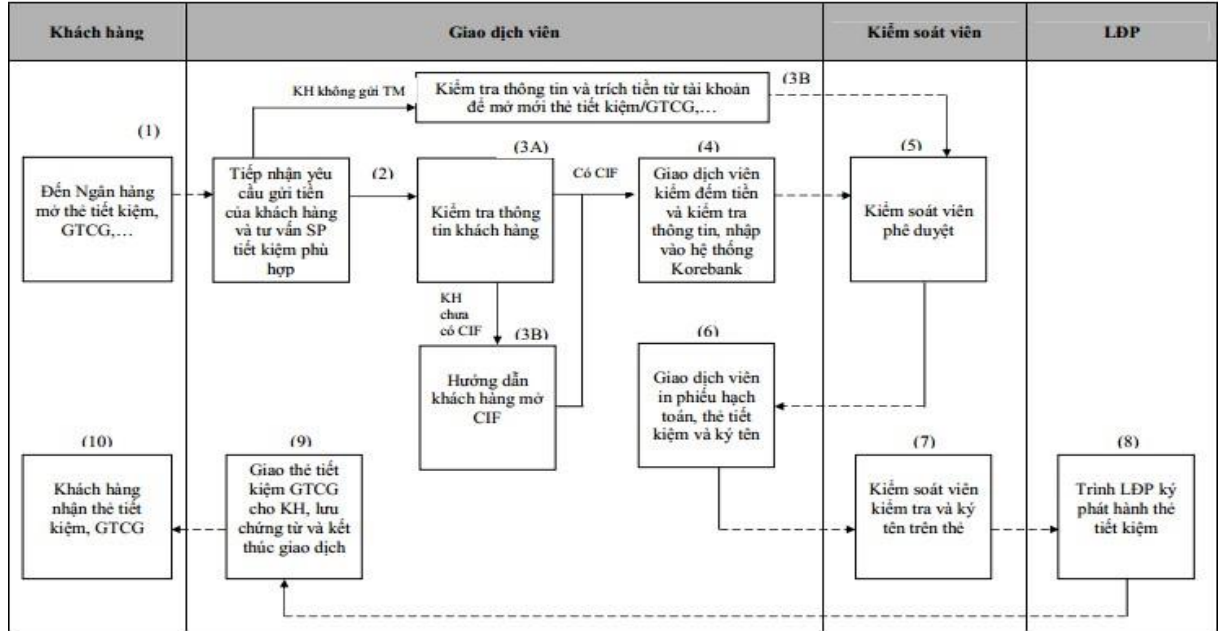 Khách hàng
Giao dịch viên
Kiểm soát viên
LĐP
KH không gửi TM
Kiểm tra thông tin và trích tiền từ tài khoản
để mở mới thẻ tiết kiệm/GTCG,…
(3B
(1)
Đến Ngân hàng
mở thẻ tiết kiệm,
GTCG,…
Tiếp nhận yêu
cầu gửi tiền
của khách hàng
và tư vấn SP
tiết kiệm phù
hợp
(2)
(3A)
Kiểm tra thông
tin khách hàng
Có CIF
(4)
Giao dịch viên
kiểm đếm tiền
và kiểm tra
thông tin, nhập
vào hệ thống
Korebank
(5)
Kiểm soát viên
phê duyệt
KH
chưa
có CIF
(3B)
Hướng dẫn
khách hàng mở
CIF
(6)
Giao dịch viên
in phiếu hạch
toán, thẻ tiết
kiệm và ký tên
(10)
Khách hàng
nhận thẻ tiết
kiệm, GTCG
(9)
Giao thẻ tiết
kiệm GTCG
cho KH, lưu
chứng từ và kết
thúc giao dịch
(7)
Kiểm soát viên
kiểm tra và ký
tên trên thẻ
(8)
Trình LĐP ký
phát hành thẻ
tiết kiệm